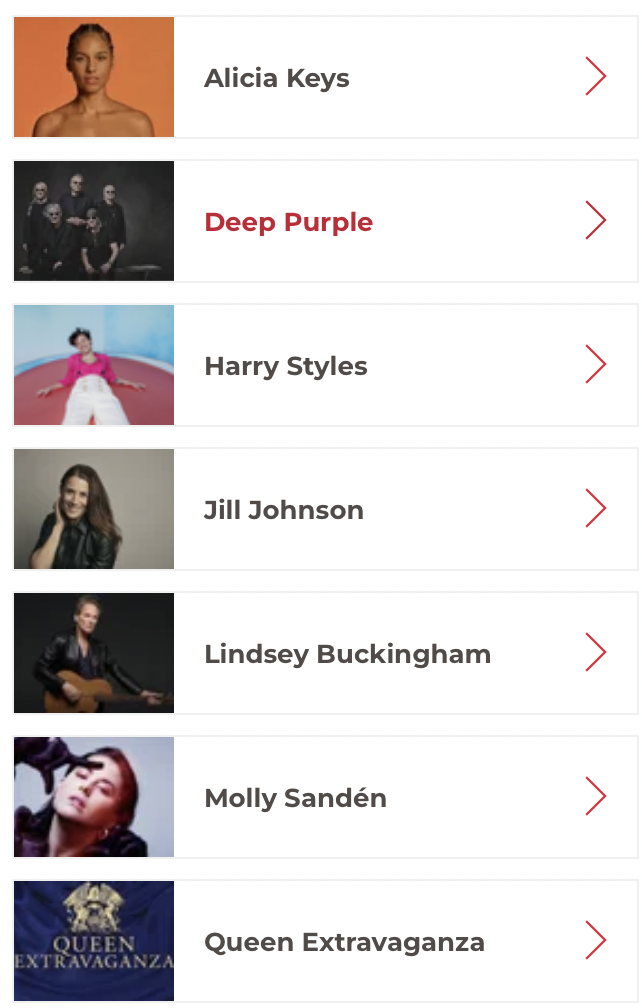 Alicia Keys
Deep Purple
Harry Styles
Jill Johnson
Lindsey Buckingham
Molly Sandén
QUEEN
EXTRAVAGANZA
Queen Extravaganza